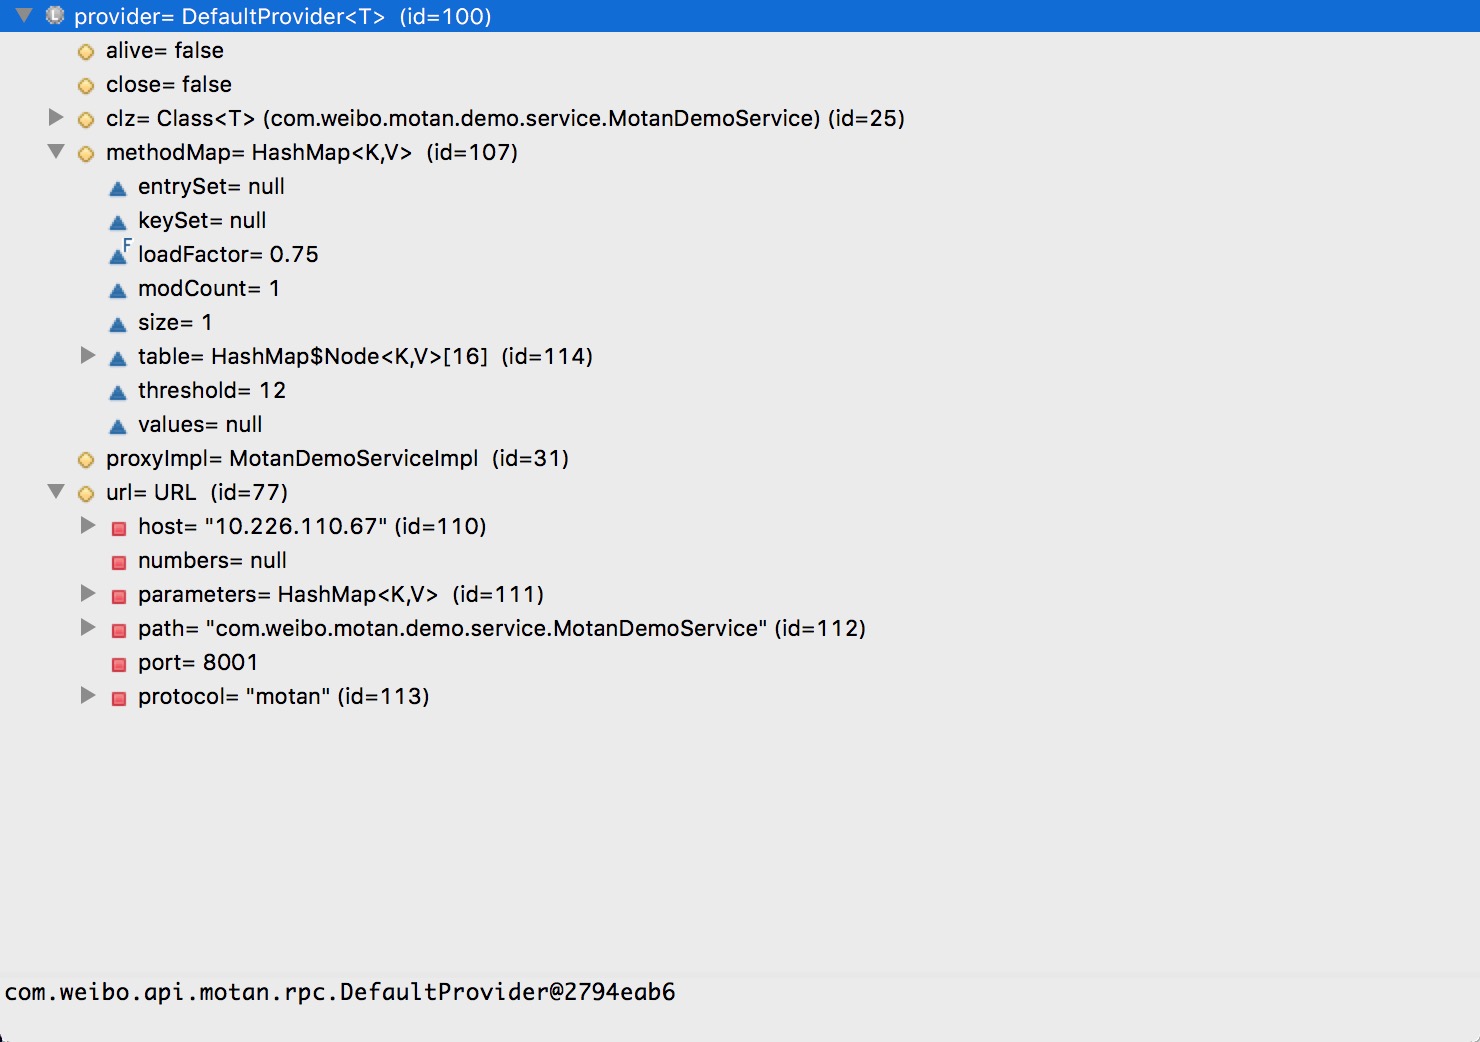 provider= DefaultProvider<T> (id=100)
alive= false
close= false
clz= Class<T> (com.weibo.motan.demo.service.MotanDemoService) (id=25)
methodMap= HashMap<K,V> (id=107)
entrySet= null
keySet= null
F loadFactor= 0.75
modCount= 1
size= 1
table= HashMap$Node<K,V>[16] (id=114)
threshold= 12
values= null
proxyImpl= MotanDemoServiceImpl (id=31)
url= URL (id=77)
host= "10.226.110.67" (id=110)
numbers= null
parameters= HashMap<K,V> (id=111)
path= "com.weibo.motan.demo.service.MotanDemoService" (id=112)
port= 8001
protocol= "motan" (id=113)
com.weibo.api.motan.rpc.DefaultProvider@2794eab6